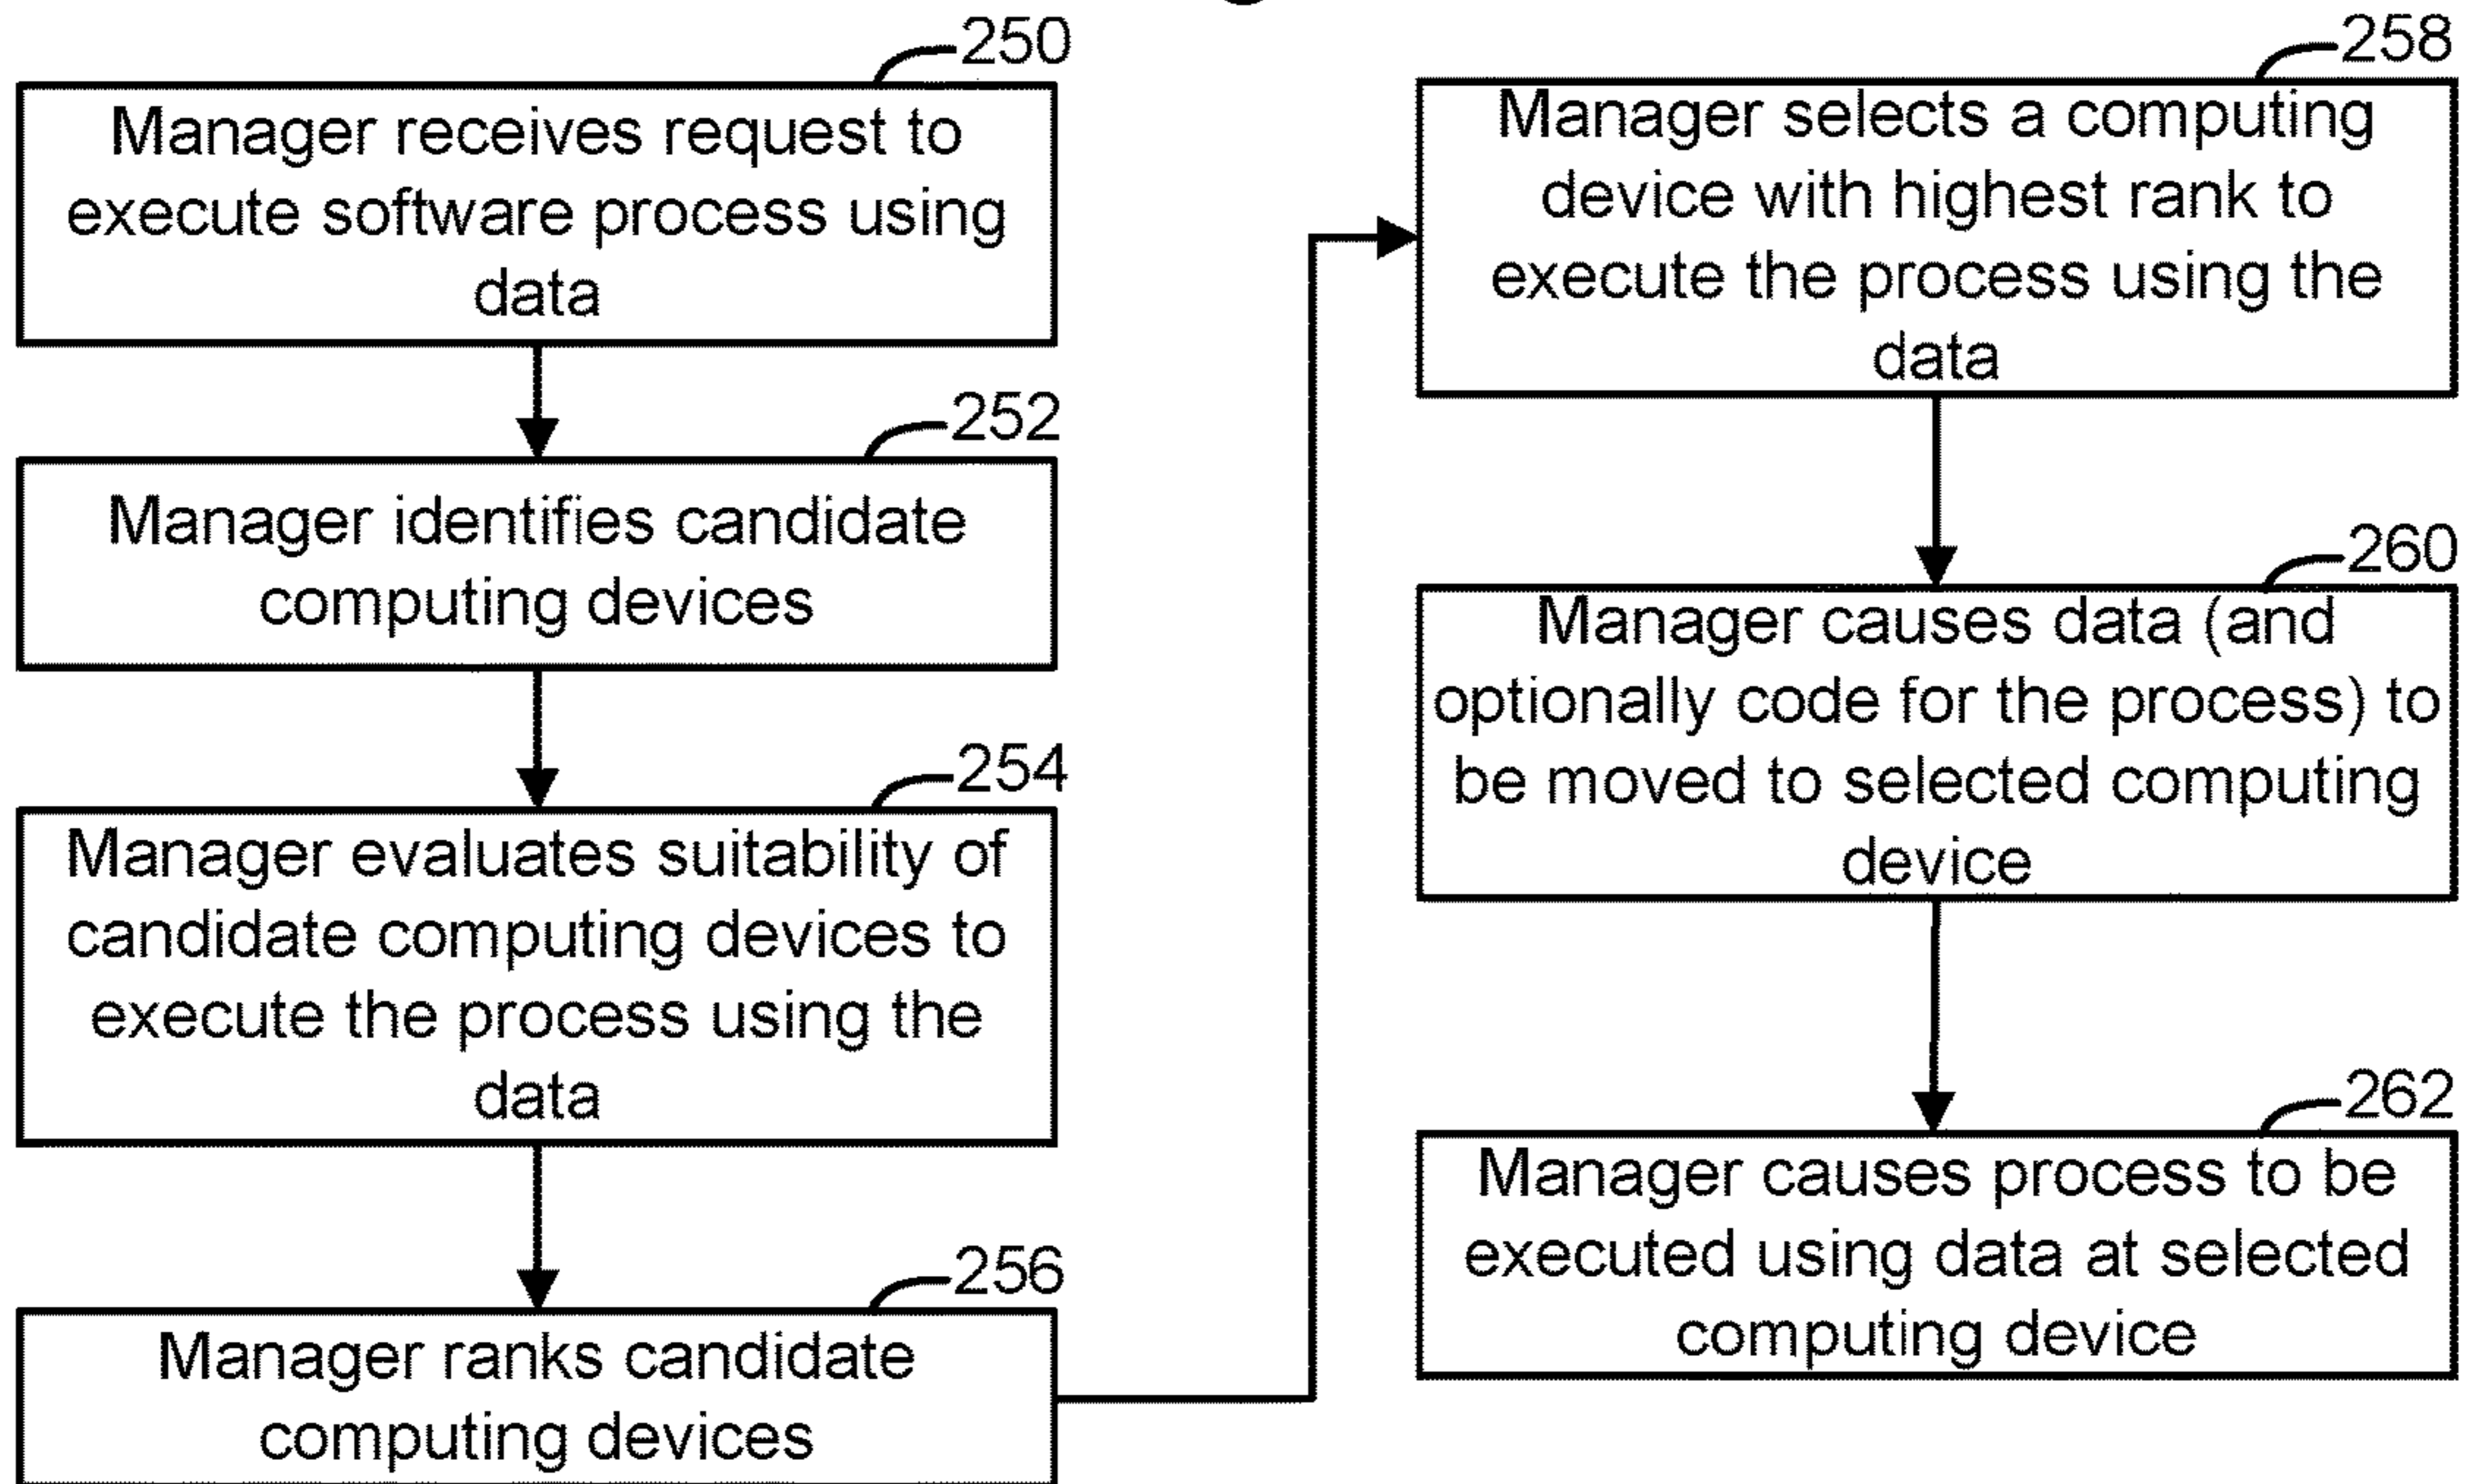 250
Manager receives request to
execute software process using
data
252
Manager identifies candidate
computing devices
254
Manager evaluates suitability of
candidate computing devices to
execute the process using the
data
256
Manager ranks candidate
computing devices
258
Manager selects a computing
device with highest rank to
execute the process using the
data
260
Manager causes data (and
optionally code for the process) to
be moved to selected computing
device
262
Manager causes process to be
executed using data at selected
computing device